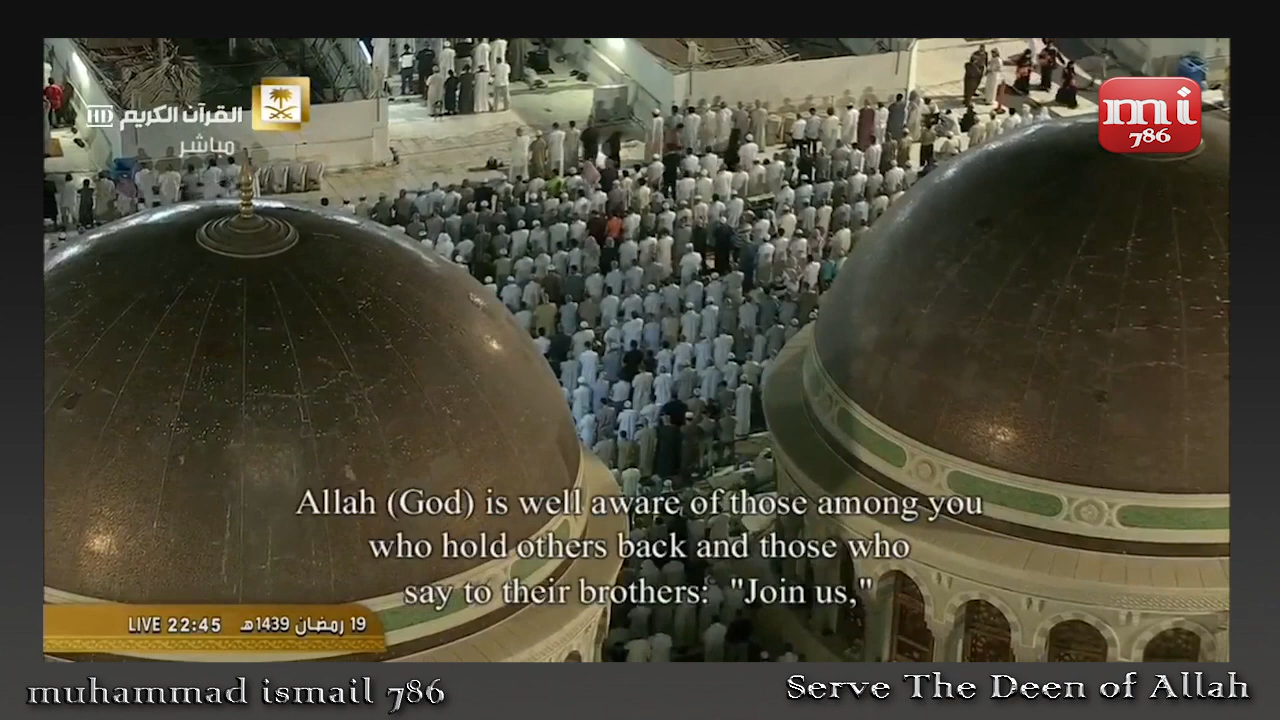 HD القرآن الكريم
مباشر
mi
786
Allah (God) is well aware of those among you
who hold others back and those who
say to their brothers:  "Join us,"
LIVE 22:45 19 رمضان 1439هـ
muhammad ismail 786
Serve The Deen of Allah